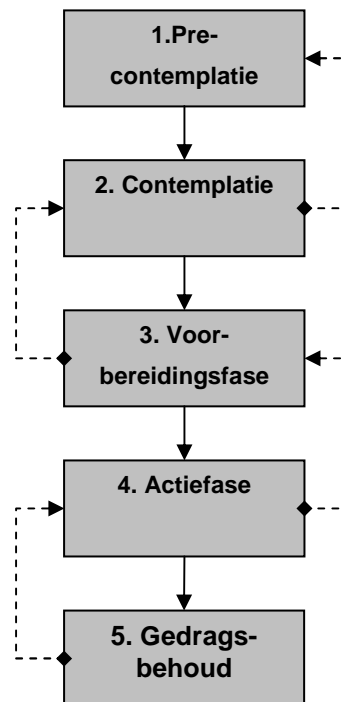 1.Pre-
contemplatie
2. Contemplatie
3. Voor-
bereidingsfase
4. Actiefase
5. Gedrags-
behoud